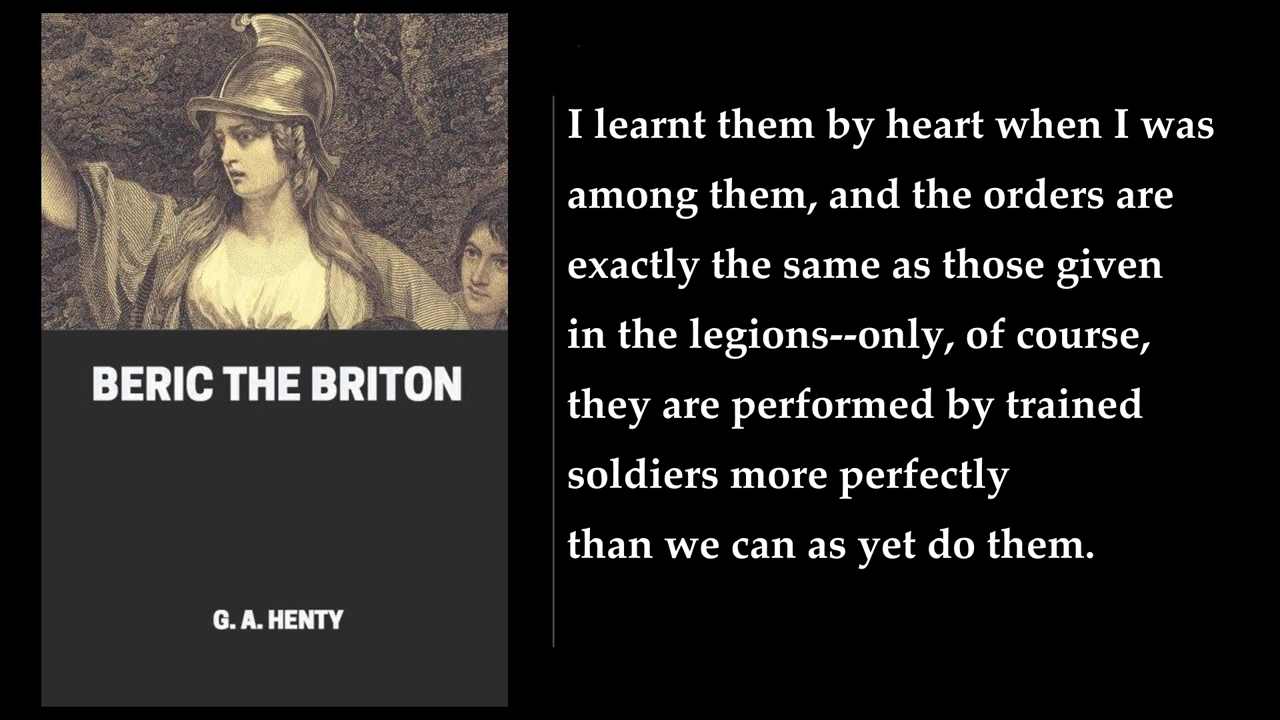 BERIC THE BRITON
G. A. HENTY
I learnt them by heart when I was
among them, and the orders are
exactly the same as those given
in the legions--only, of course,
they are performed by trained
soldiers more perfectly
than we can as yet do them.